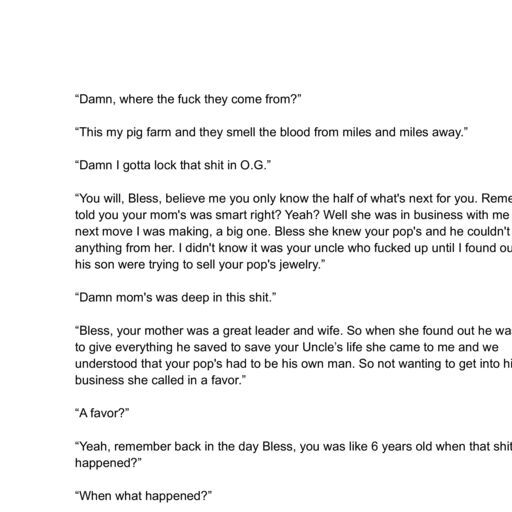 “Damn, where the fuck they come from?”
“This my pig farm and they smell the blood from miles and miles away.”
“Damn I gotta lock that shit in O.G.”
“You will, Bless, believe me you only know the half of what's next for you. Reme
told you your mom's was smart right? Yeah? Well she was in business with me
next move I was making, a big one. Bless she knew your pop's and he couldn't
anything from her. I didn't know it was your uncle who fucked up until I found ou
his son were trying to sell your pop's jewelry.”
“Damn mom's was deep in this shit.”
“Bless, your mother was a great leader and wife. So when she found out he wa
to give everything he saved to save your Uncle’s life she came to me and we
understood that your pop's had to be his own man. So not wanting to get into hi
business she called in a favor.”
“A favor?”
“Yeah, remember back in the day Bless, you was like 6 years old when that shit
happened?”
“When what happened?”